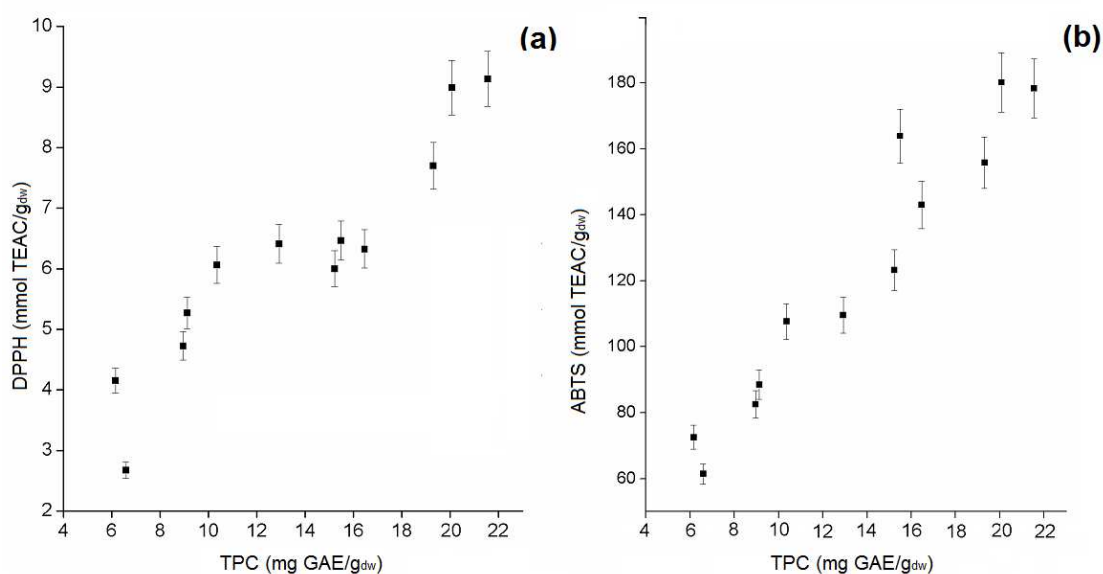 (a)
10
9
8
7
6
5
4
3
2
DPPH (mmol TEAC/gdw)
4 6 8 10 12 14 16 18 20 22
TPC (mg GAE/gdw)
(b)
180
160
140
120
100
80
60
ABTS (mmol TEAC/gdw)
4 6 8 10 12 14 16 18 20 22
TPC (mg GAE/gdw)